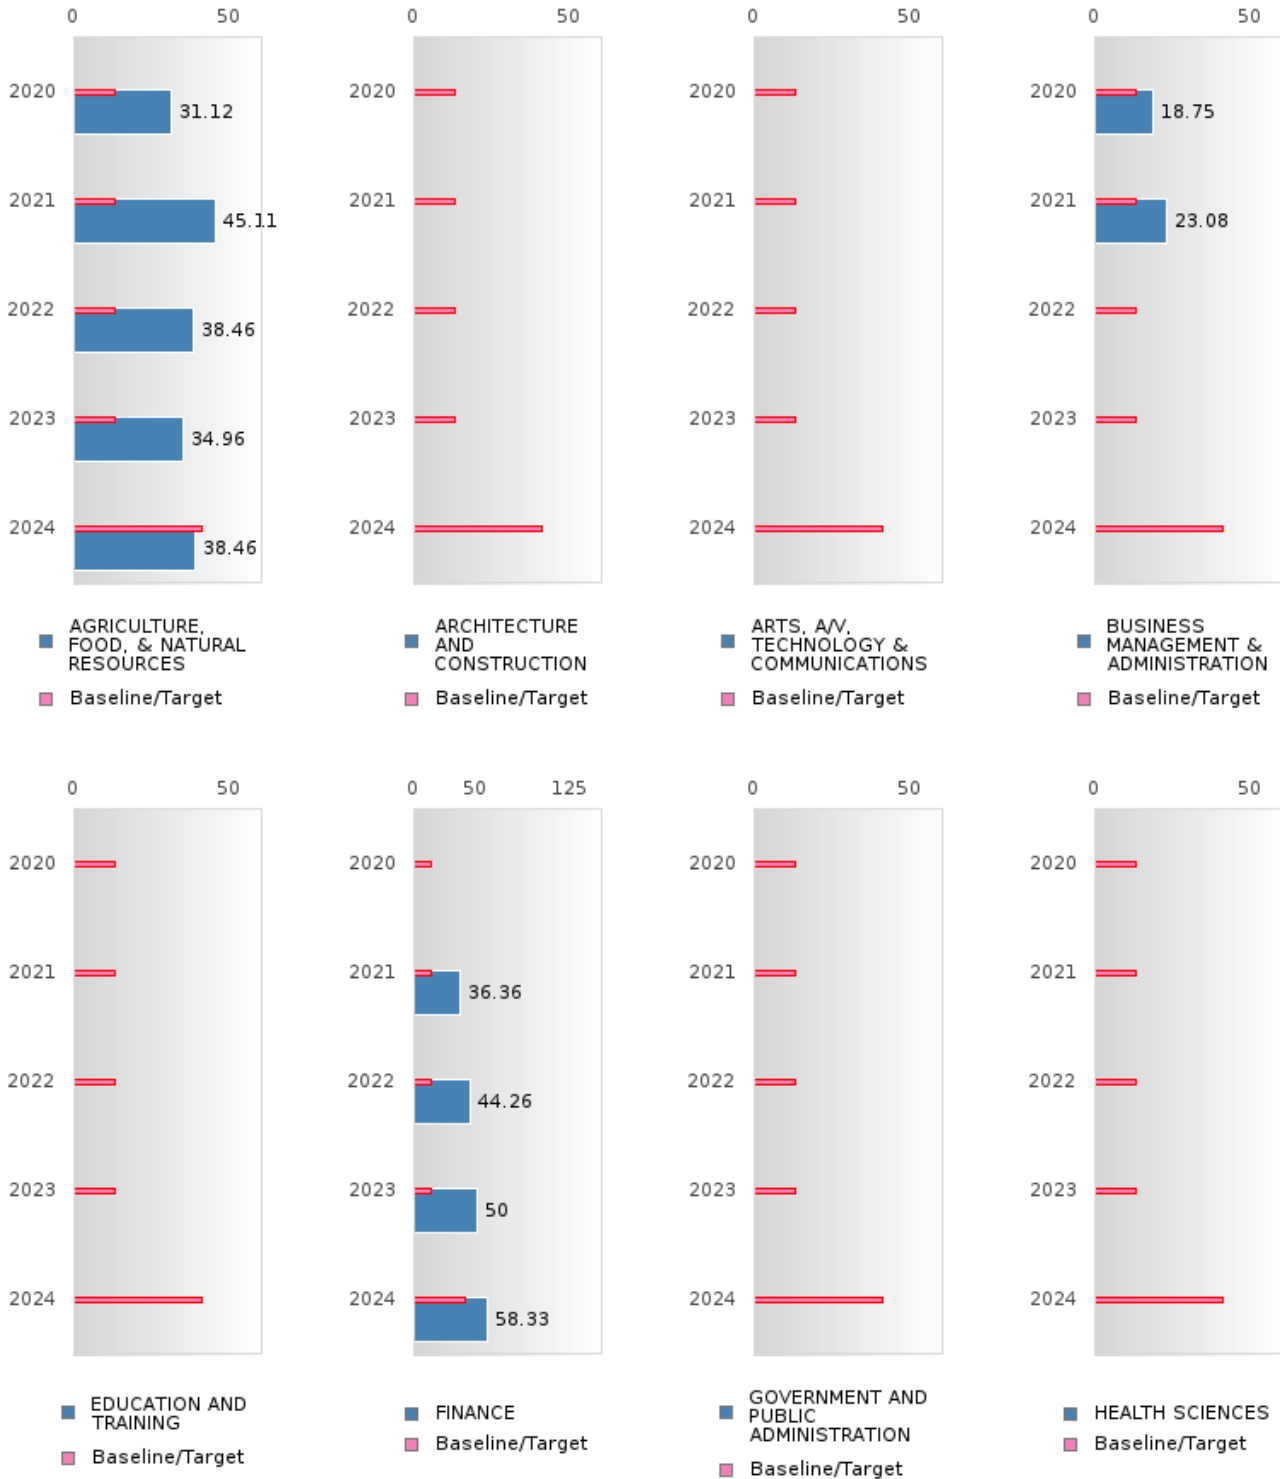 0 50
0 50
0 50
0 50
2020 31.12
2020
2020
2020 18.75
2021 45.11
2021
2021
2021 23.08
2022 38.46
2022
2022
2022
2023 34.96
2023
2023
2023
2024 38.46
2024
2024
2024
AGRICULTURE,
FOOD, & NATURAL
RESOURCES
Baseline/Target
ARCHITECTURE
AND
CONSTRUCTION
Baseline/Target
ARTS, A/V,
TECHNOLOGY &
COMMUNICATIONS
Baseline/Target
BUSINESS
MANAGEMENT &
ADMINISTRATION
Baseline/Target
0 50
0 50 125
0 50
0 50
2020
2020
2020
2020
2021
2021 36.36
2021
2021
2022
2022 44.26
2022
2022
2023
2023 50
2023
2023
2024
2024 58.33
2024
2024
EDUCATION AND
TRAINING
Baseline/Target
FINANCE
Baseline/Target
GOVERNMENT AND
PUBLIC
ADMINISTRATION
Baseline/Target
HEALTH SCIENCES
Baseline/Target